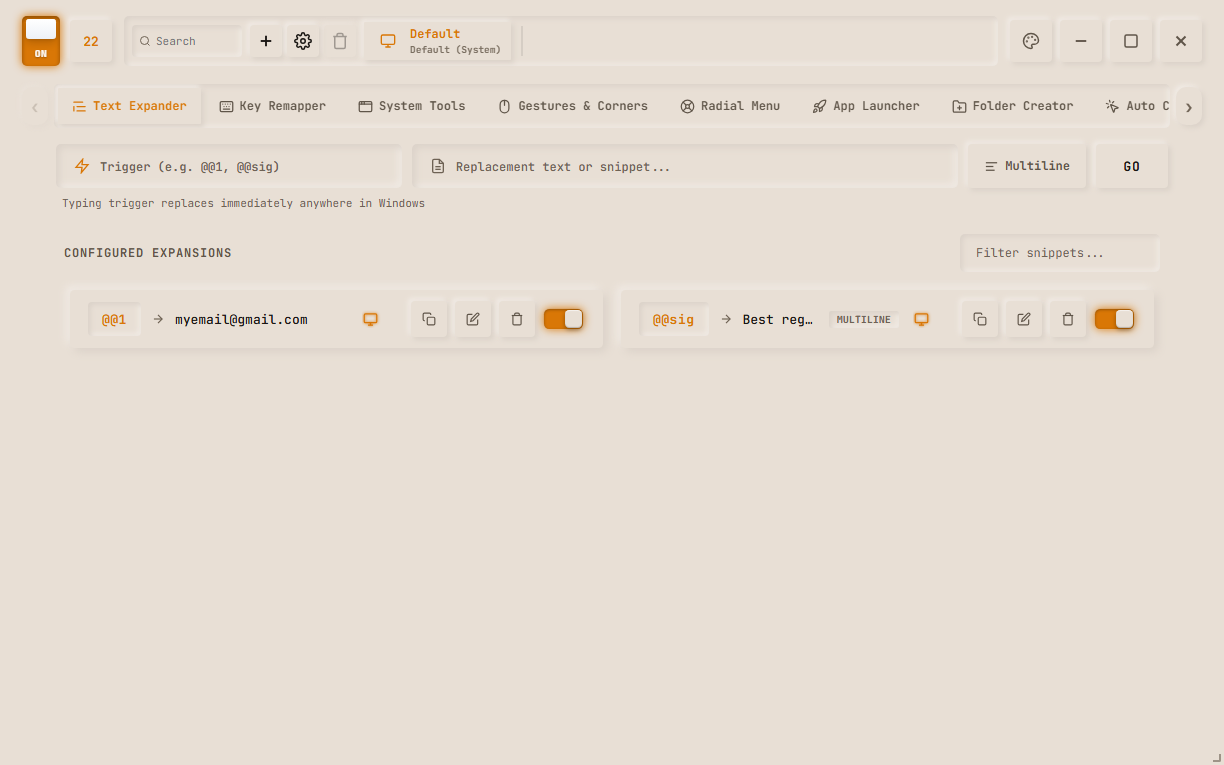 ON
22
Search
Default
Default (System)
Text Expander
Key Remapper
System Tools
Gestures & Corners
Radial Menu
App Launcher
Folder Creator
Auto C
Trigger (e.g. @@1, @@sig)
Replacement text or snippet...
Multiline
GO
Typing trigger replaces immediately anywhere in Windows
CONFIGURED EXPANSIONS
Filter snippets...
@@1
myemail@gmail.com
@@sig
Best reg…
MULTILINE